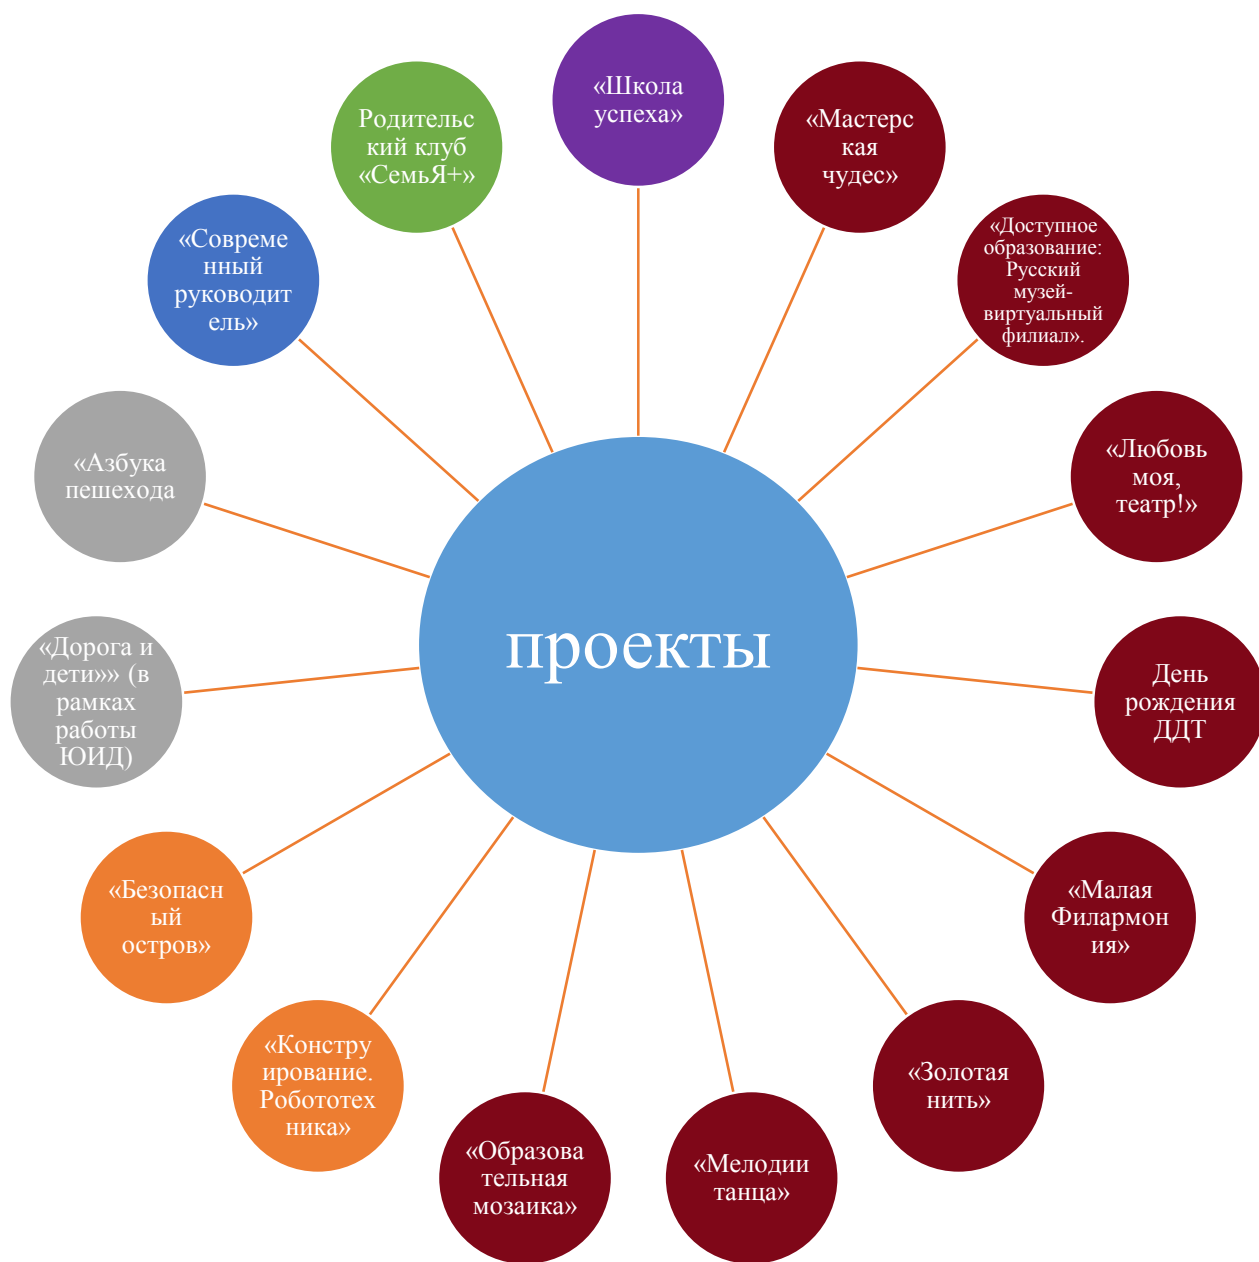 «Школа
успеха»
«Мастерс
кая
чудес»
«Доступное
образование:
Русский
музей-
виртуальный
филиал».
«Любовь
моя,
театр!»
День
рождения
ДДТ
«Малая
Филармон
ия»
«Золотая
нить»
«Мелодии
танца»
«Образова
тельная
мозаика»
«Констру
ирование.
Робототех
ника»
«Безопасн
ый
остров»
«Дорога и
дети»» (в
рамках
работы
ЮИД)
«Азбука
пешехода
«Совреме
нный
руководит
ель»
Родительс
кий клуб
«СемьЯ+»
проекты